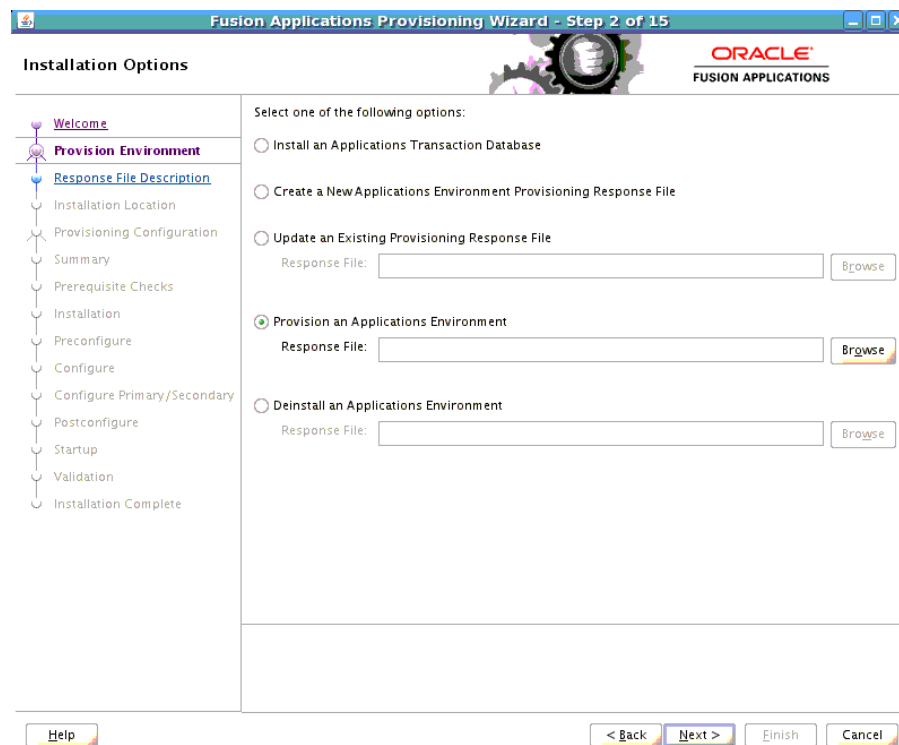 Fusion Applications Provisioning Wizard - Step 2 of 15
Installation Options
ORACLE
FUSION APPLICATIONS
Welcome
Provision Environment
Response File Description
Installation Location
Provisioning Configuration
Summary
Prerequisite Checks
Installation
Preconfigure
Configure
Configure Primary/Secondary
Postconfigure
Startup
Validation
Installation Complete
Select one of the following options:
Install an Applications Transaction Database
Create a New Applications Environment Provisioning Response File
Update an Existing Provisioning Response File
Response File:
Browse
Provision an Applications Environment
Response File:
Browse
Deinstall an Applications Environment
Response File:
Browse
Help
< Back
Next >
Finish
Cancel